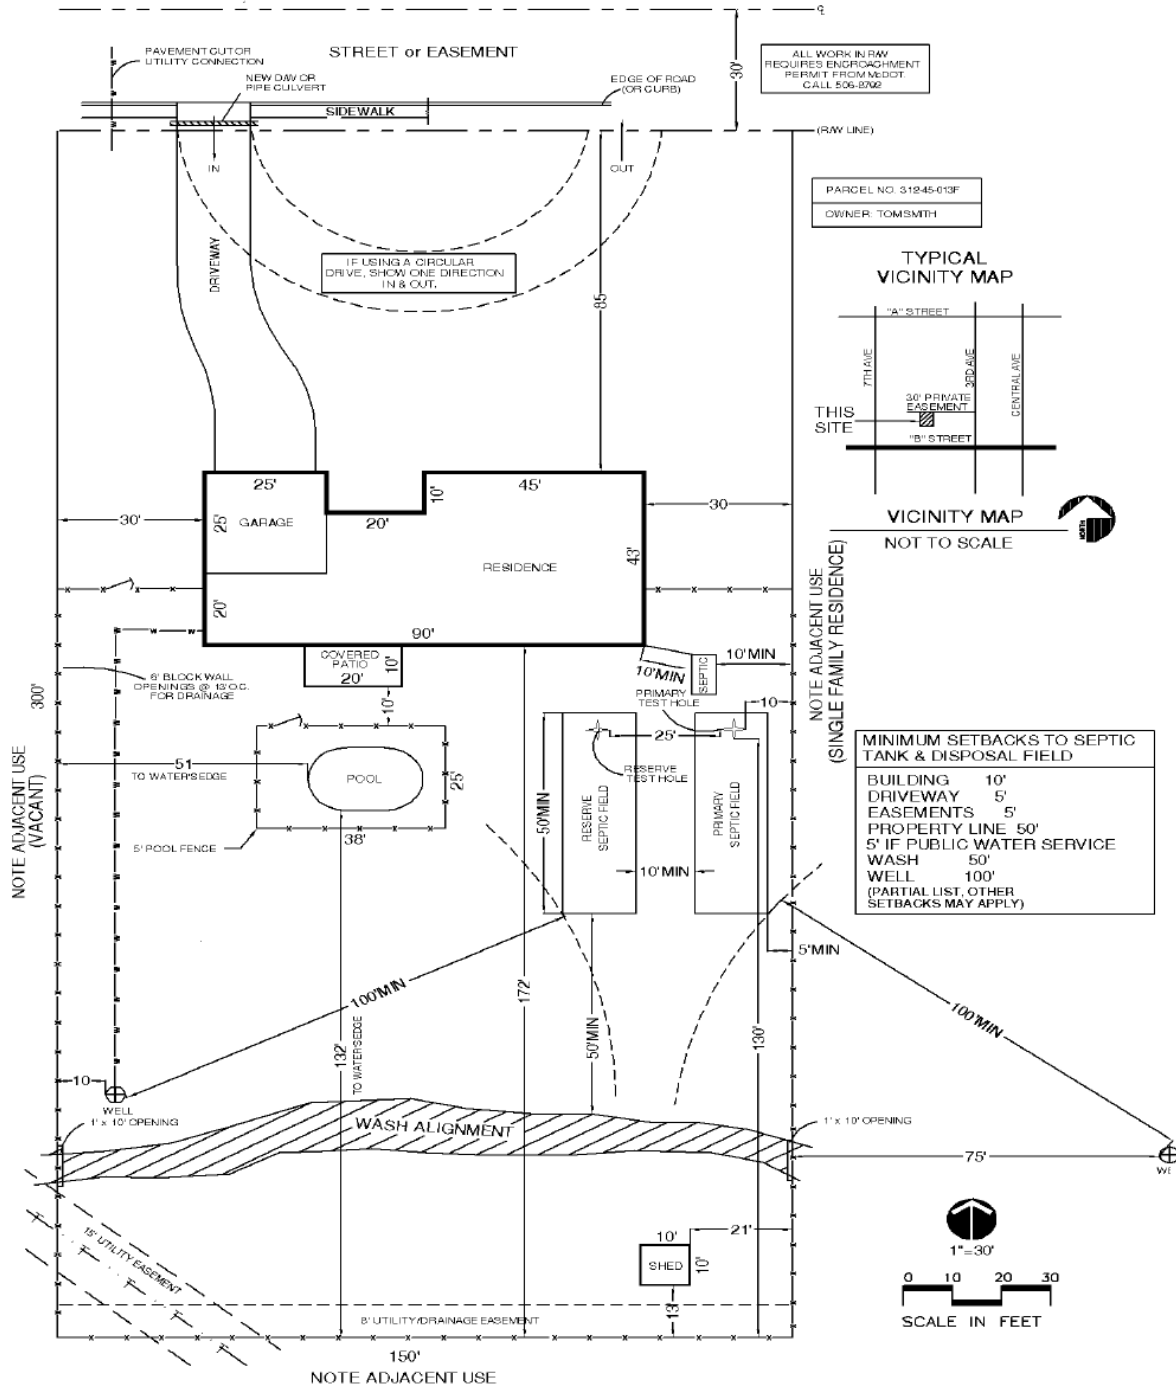 ℄
PAVEMENT CUT OR
UTILITY CONNECTION
STREET or EASEMENT
NEW D/W OR
PIPE CULVERT
EDGE OF ROAD
(OR CURB)
30'
ALL WORK IN R/W
REQUIRES ENCROACHMENT
PERMIT FROM McDOT.
CALL 506-8792
SIDEWALK
(R/W LINE)
IN
OUT
PARCEL NO. 312-45-013F
OWNER: TOM SMITH
DRIVEWAY
IF USING A CIRCULAR
DRIVE, SHOW ONE DIRECTION
IN & OUT.
85'
TYPICAL
VICINITY MAP
"A" STREET
7TH AVE
3RD AVE
CENTRAL AVE
30' PRIVATE
EASEMENT
THIS
SITE
"B" STREET
VICINITY MAP
NOT TO SCALE
NORTH
25'
10'
45'
30'
25'
GARAGE
20'
30
RESIDENCE
43'
20'
90'
NOTE ADJACENT USE
(SINGLE FAMILY RESIDENCE)
COVERED
PATIO
20'
10'
10' MIN
SEPTIC
10' MIN
6' BLOCK WALL
OPENINGS @ 13' O.C.
FOR DRAINAGE
PRIMARY
TEST HOLE
10
10'
300'
NOTE ADJACENT USE
(VACANT)
51
TO WATERS EDGE
POOL
25'
38'
5' POOL FENCE
25'
RESERVE
TEST HOLE
50' MIN
RESERVE
SEPTIC FIELD
PRIMARY
SEPTIC FIELD
10' MIN
MINIMUM SETBACKS TO SEPTIC
TANK & DISPOSAL FIELD
BUILDING 10'
DRIVEWAY 5'
EASEMENTS 5'
PROPERTY LINE 50'
5' IF PUBLIC WATER SERVICE
WASH 50'
WELL 100'
(PARTIAL LIST, OTHER
SETBACKS MAY APPLY)
5' MIN
100' MIN
172'
100' MIN
132'
TO WATERS EDGE
50' MIN
130'
10
WELL
1' x 10' OPENING
WASH ALIGNMENT
1' x 10' OPENING
75'
WE
15' UTILITY EASEMENT
10'
21'
SHED
10'
13'
1"=30'
0 10 20 30
SCALE IN FEET
8' UTILITY/DRAINAGE EASEMENT
150'
NOTE ADJACENT USE